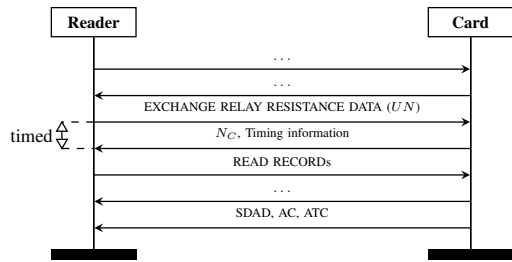 Reader Card
...
...
EXCHANGE RELAY RESISTANCE DATA (UN)
timed
N_C, Timing information
READ RECORDs
...
SDAD, AC, ATC